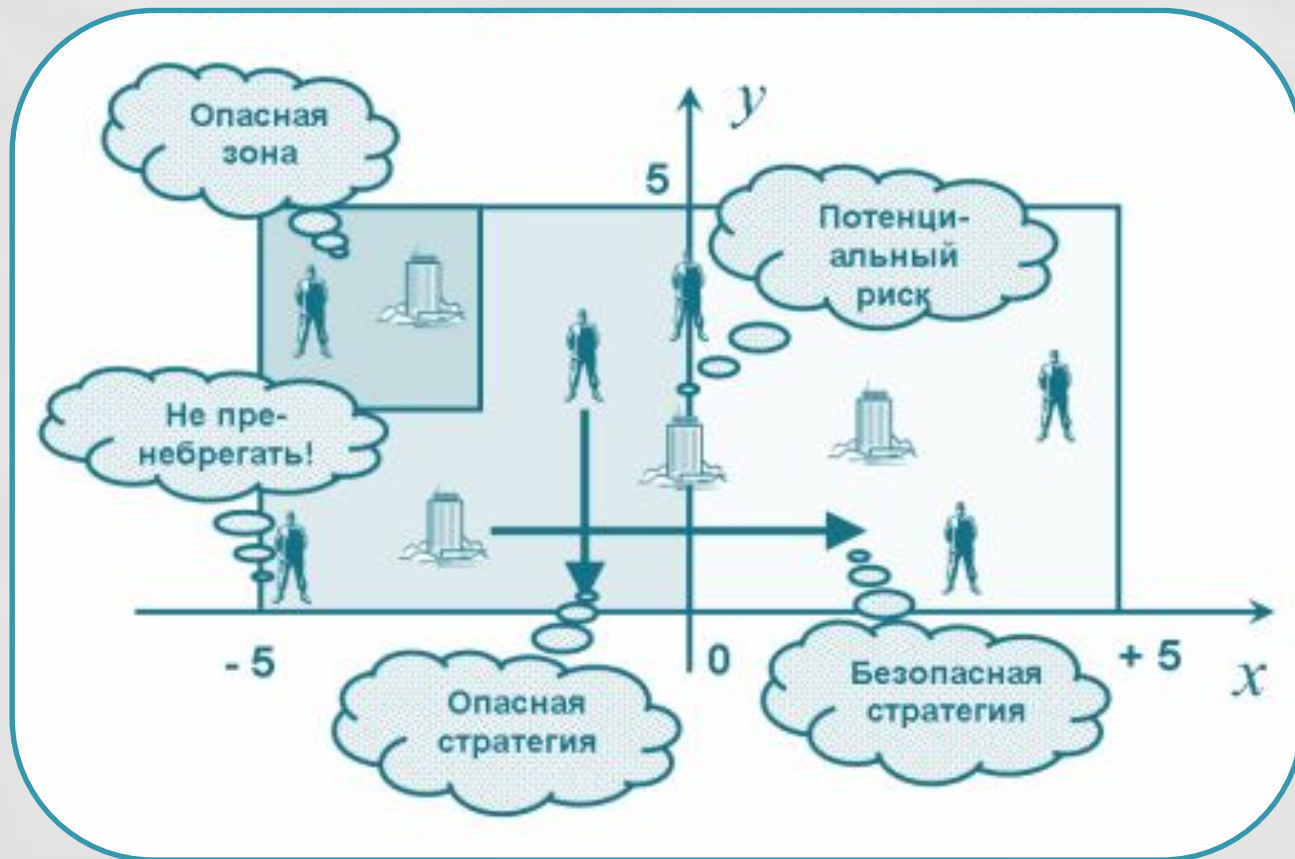 Опасная
зона
y
5
Потенци-
альный
риск
Не пре-
небрегать!
- 5
0
+ 5
x
Опасная
стратегия
Безопасная
стратегия